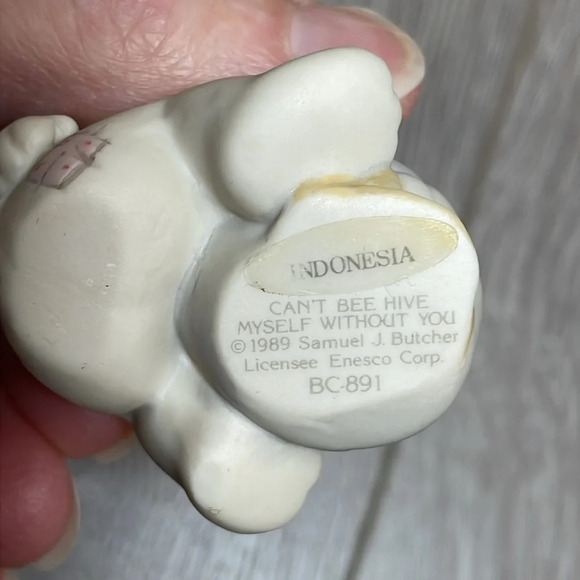 INDONESIA
CAN'T BEE HIVE
MYSELF WITHOUT YOU
© 1989 Samuel J. Butcher
Licensee Enesco Corp.
BC-891